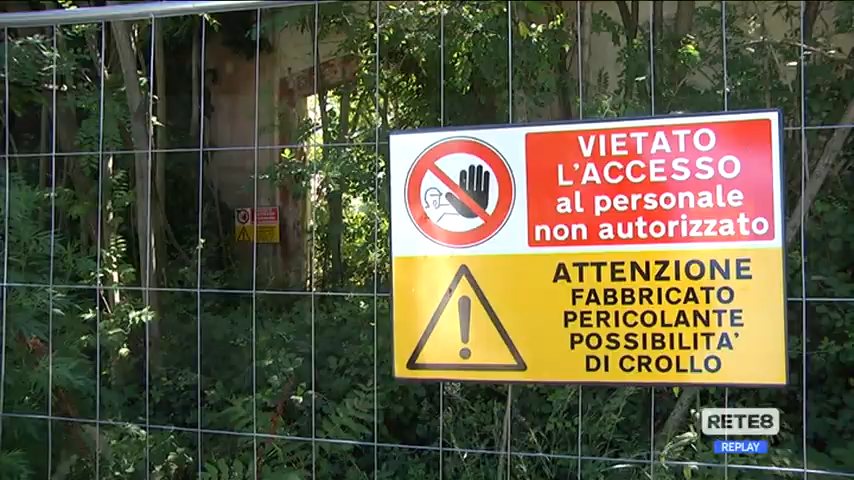 VIETATO
L'ACCESSO
al personale
non autorizzato
ATTENZIONE
FABBRICATO
PERICOLANTE
POSSIBILITA'
DI CROLLO
RETE8
REPLAY